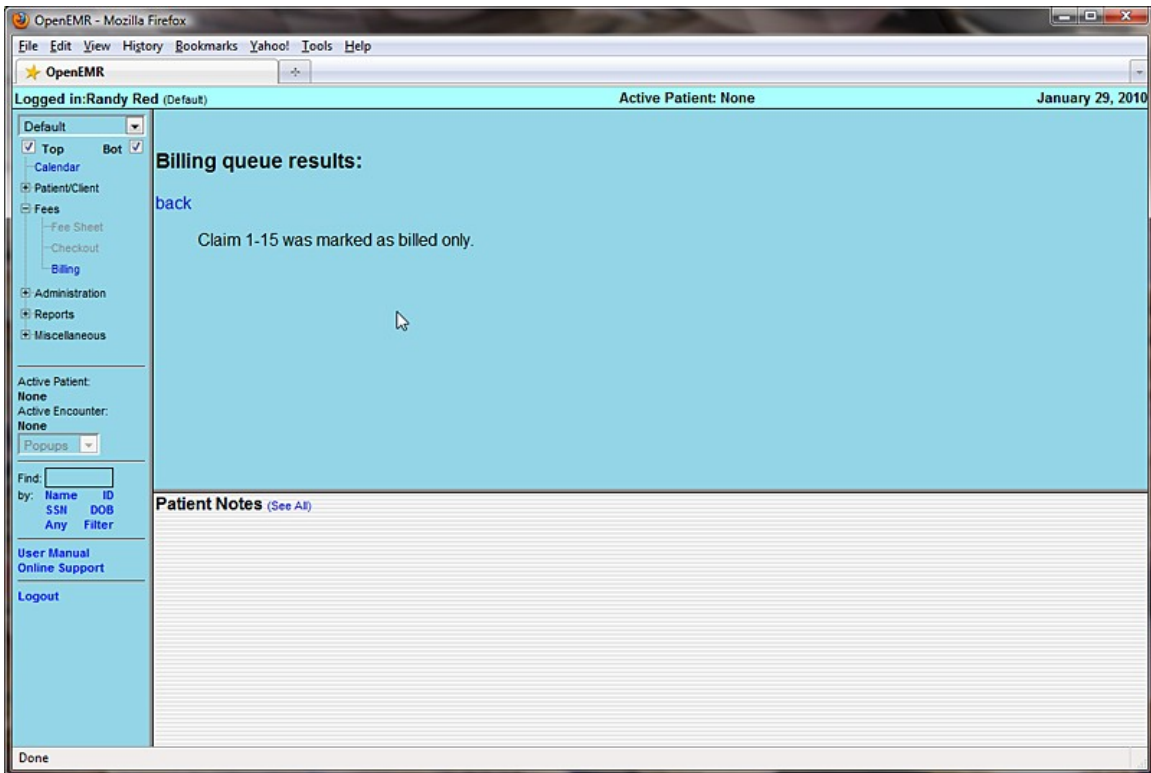 OpenEMR - Mozilla Firefox
File Edit View History Bookmarks Yahoo! Tools Help
OpenEMR
Logged in:Randy Red (Default) Active Patient: None January 29, 2010
Default
Top Bot
Calendar
Patient/Client
Fees
Fee Sheet
Checkout
Billing
Administration
Reports
Miscellaneous
Active Patient:
None
Active Encounter:
None
Popups
Find:
by: Name ID
SSN DOB
Any Filter
User Manual
Online Support
Logout
Billing queue results:
back
Claim 1-15 was marked as billed only.
Patient Notes (See All)
Done